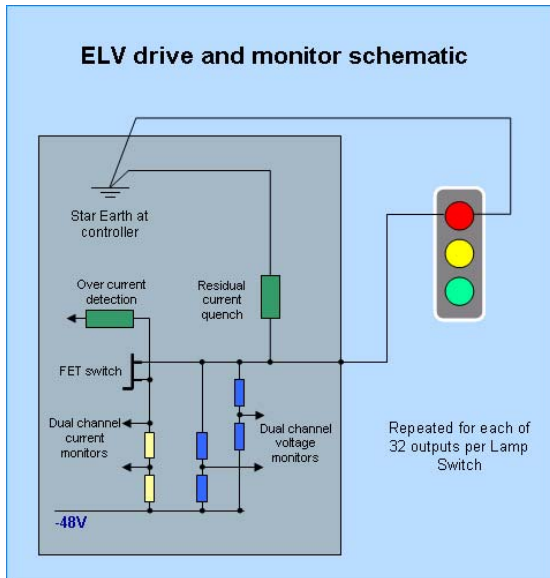 ELV drive and monitor schematic
Star Earth at
controller
Over current
detection
Residual
current
quench
FET switch
Dual channel
current
monitors
Dual channel
voltage
monitors
Repeated for each of
32 outputs per Lamp
Switch
-48V